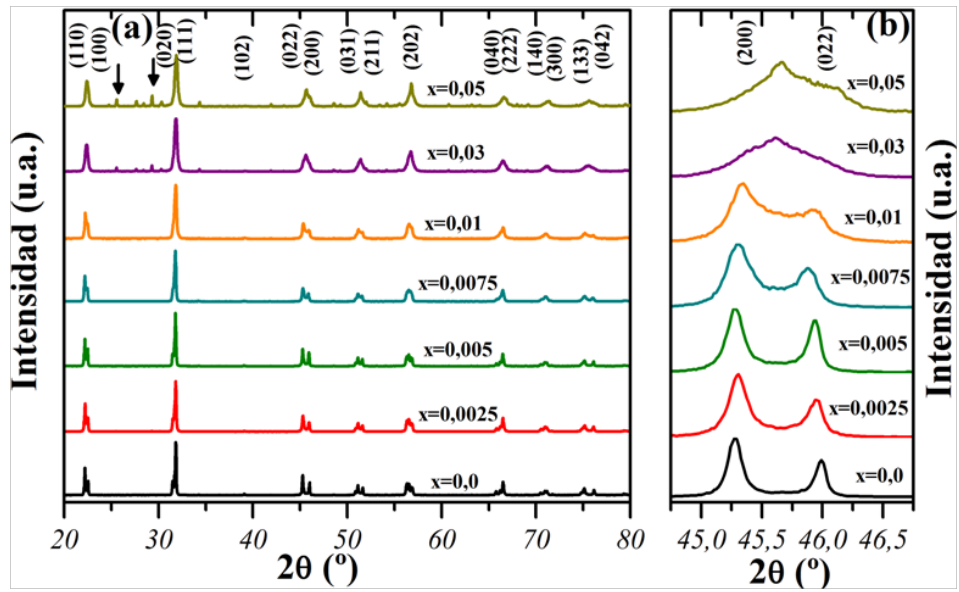 (110)
(100)
(a)
(020)
(111)
(102)
(022)
(200)
(031)
(211)
(202)
(040)
(222)
(140)
(300)
(133)
(042)
x=0,05
x=0,03
x=0,01
x=0,0075
x=0,005
x=0,0025
x=0,0
Intensidad (u.a.)
20 30 40 50 60 70 80
2θ (º)
(b)
(200)
(022)
x=0,05
x=0,03
x=0,01
x=0,0075
x=0,005
x=0,0025
x=0,0
Intensidad (u.a.)
45,0 45,5 46,0 46,5
2θ (º)